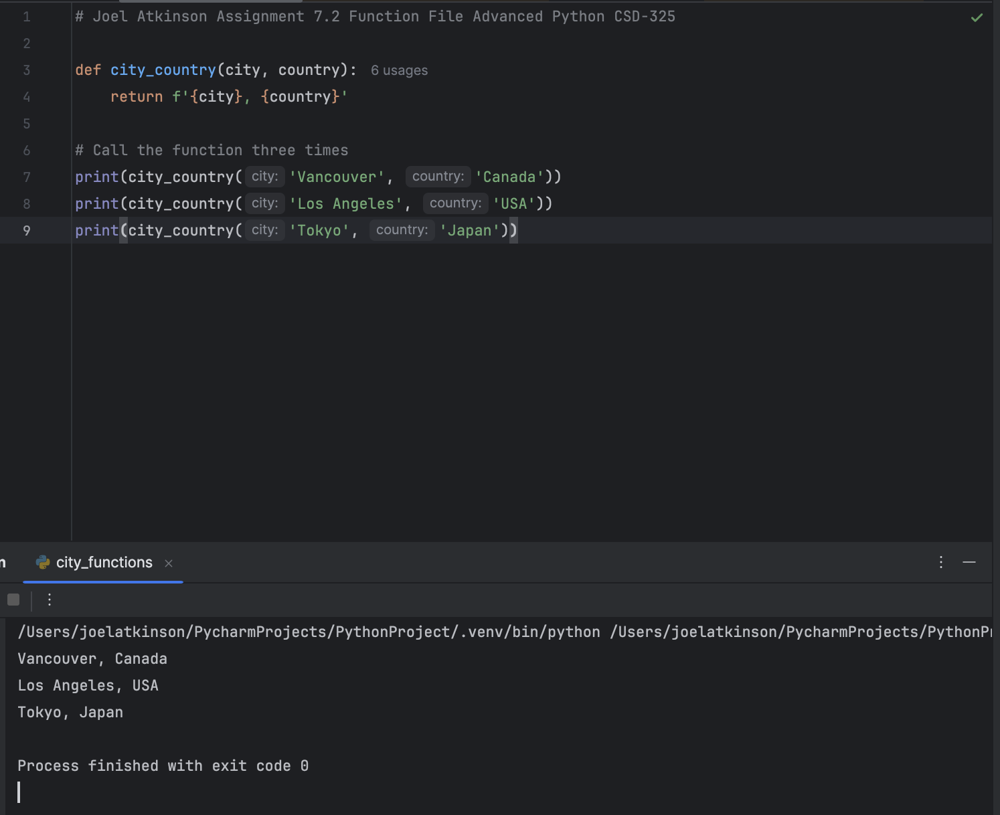 1 # Joel Atkinson Assignment 7.2 Function File Advanced Python CSD-325
2
3 def city_country(city, country): 6 usages
4 return f'{city}, {country}'
5
6 # Call the function three times
7 print(city_country( city: 'Vancouver', country: 'Canada'))
8 print(city_country( city: 'Los Angeles', country: 'USA'))
9 print(city_country( city: 'Tokyo', country: 'Japan'))
city_functions
/Users/joelatkinson/PycharmProjects/PythonProject/.venv/bin/python /Users/joelatkinson/PycharmProjects/PythonPr
Vancouver, Canada
Los Angeles, USA
Tokyo, Japan
Process finished with exit code 0